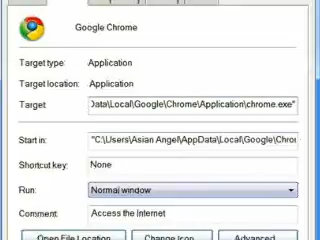 Google Chrome
Target type: Application
Target location: Application
Target: Data\Local\Google\Chrome\Application\chrome.exe"
Start in: "C:\Users\Asian Angel\AppData\Local\Google\Chro
Shortcut key: None
Run: Normal window
Comment: Access the Internet
Open File Location Change Icon... Advanced...